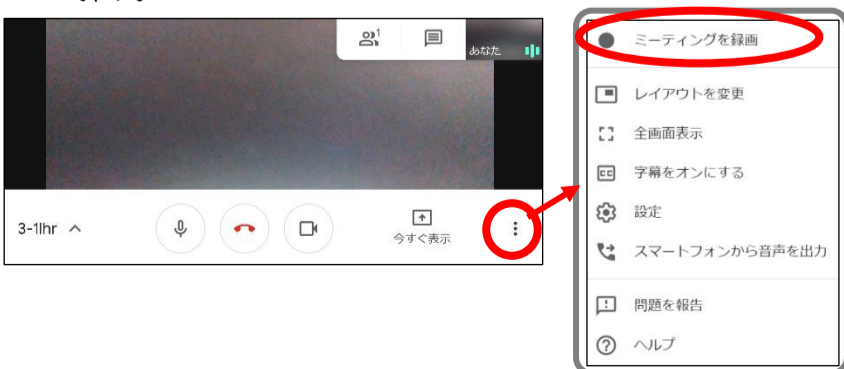 1
あなた
3-1lhr
今すぐ表示
ミーティングを録画
レイアウトを変更
全画面表示
CC
字幕をオンにする
設定
スマートフォンから音声を出力
問題を報告
ヘルプ